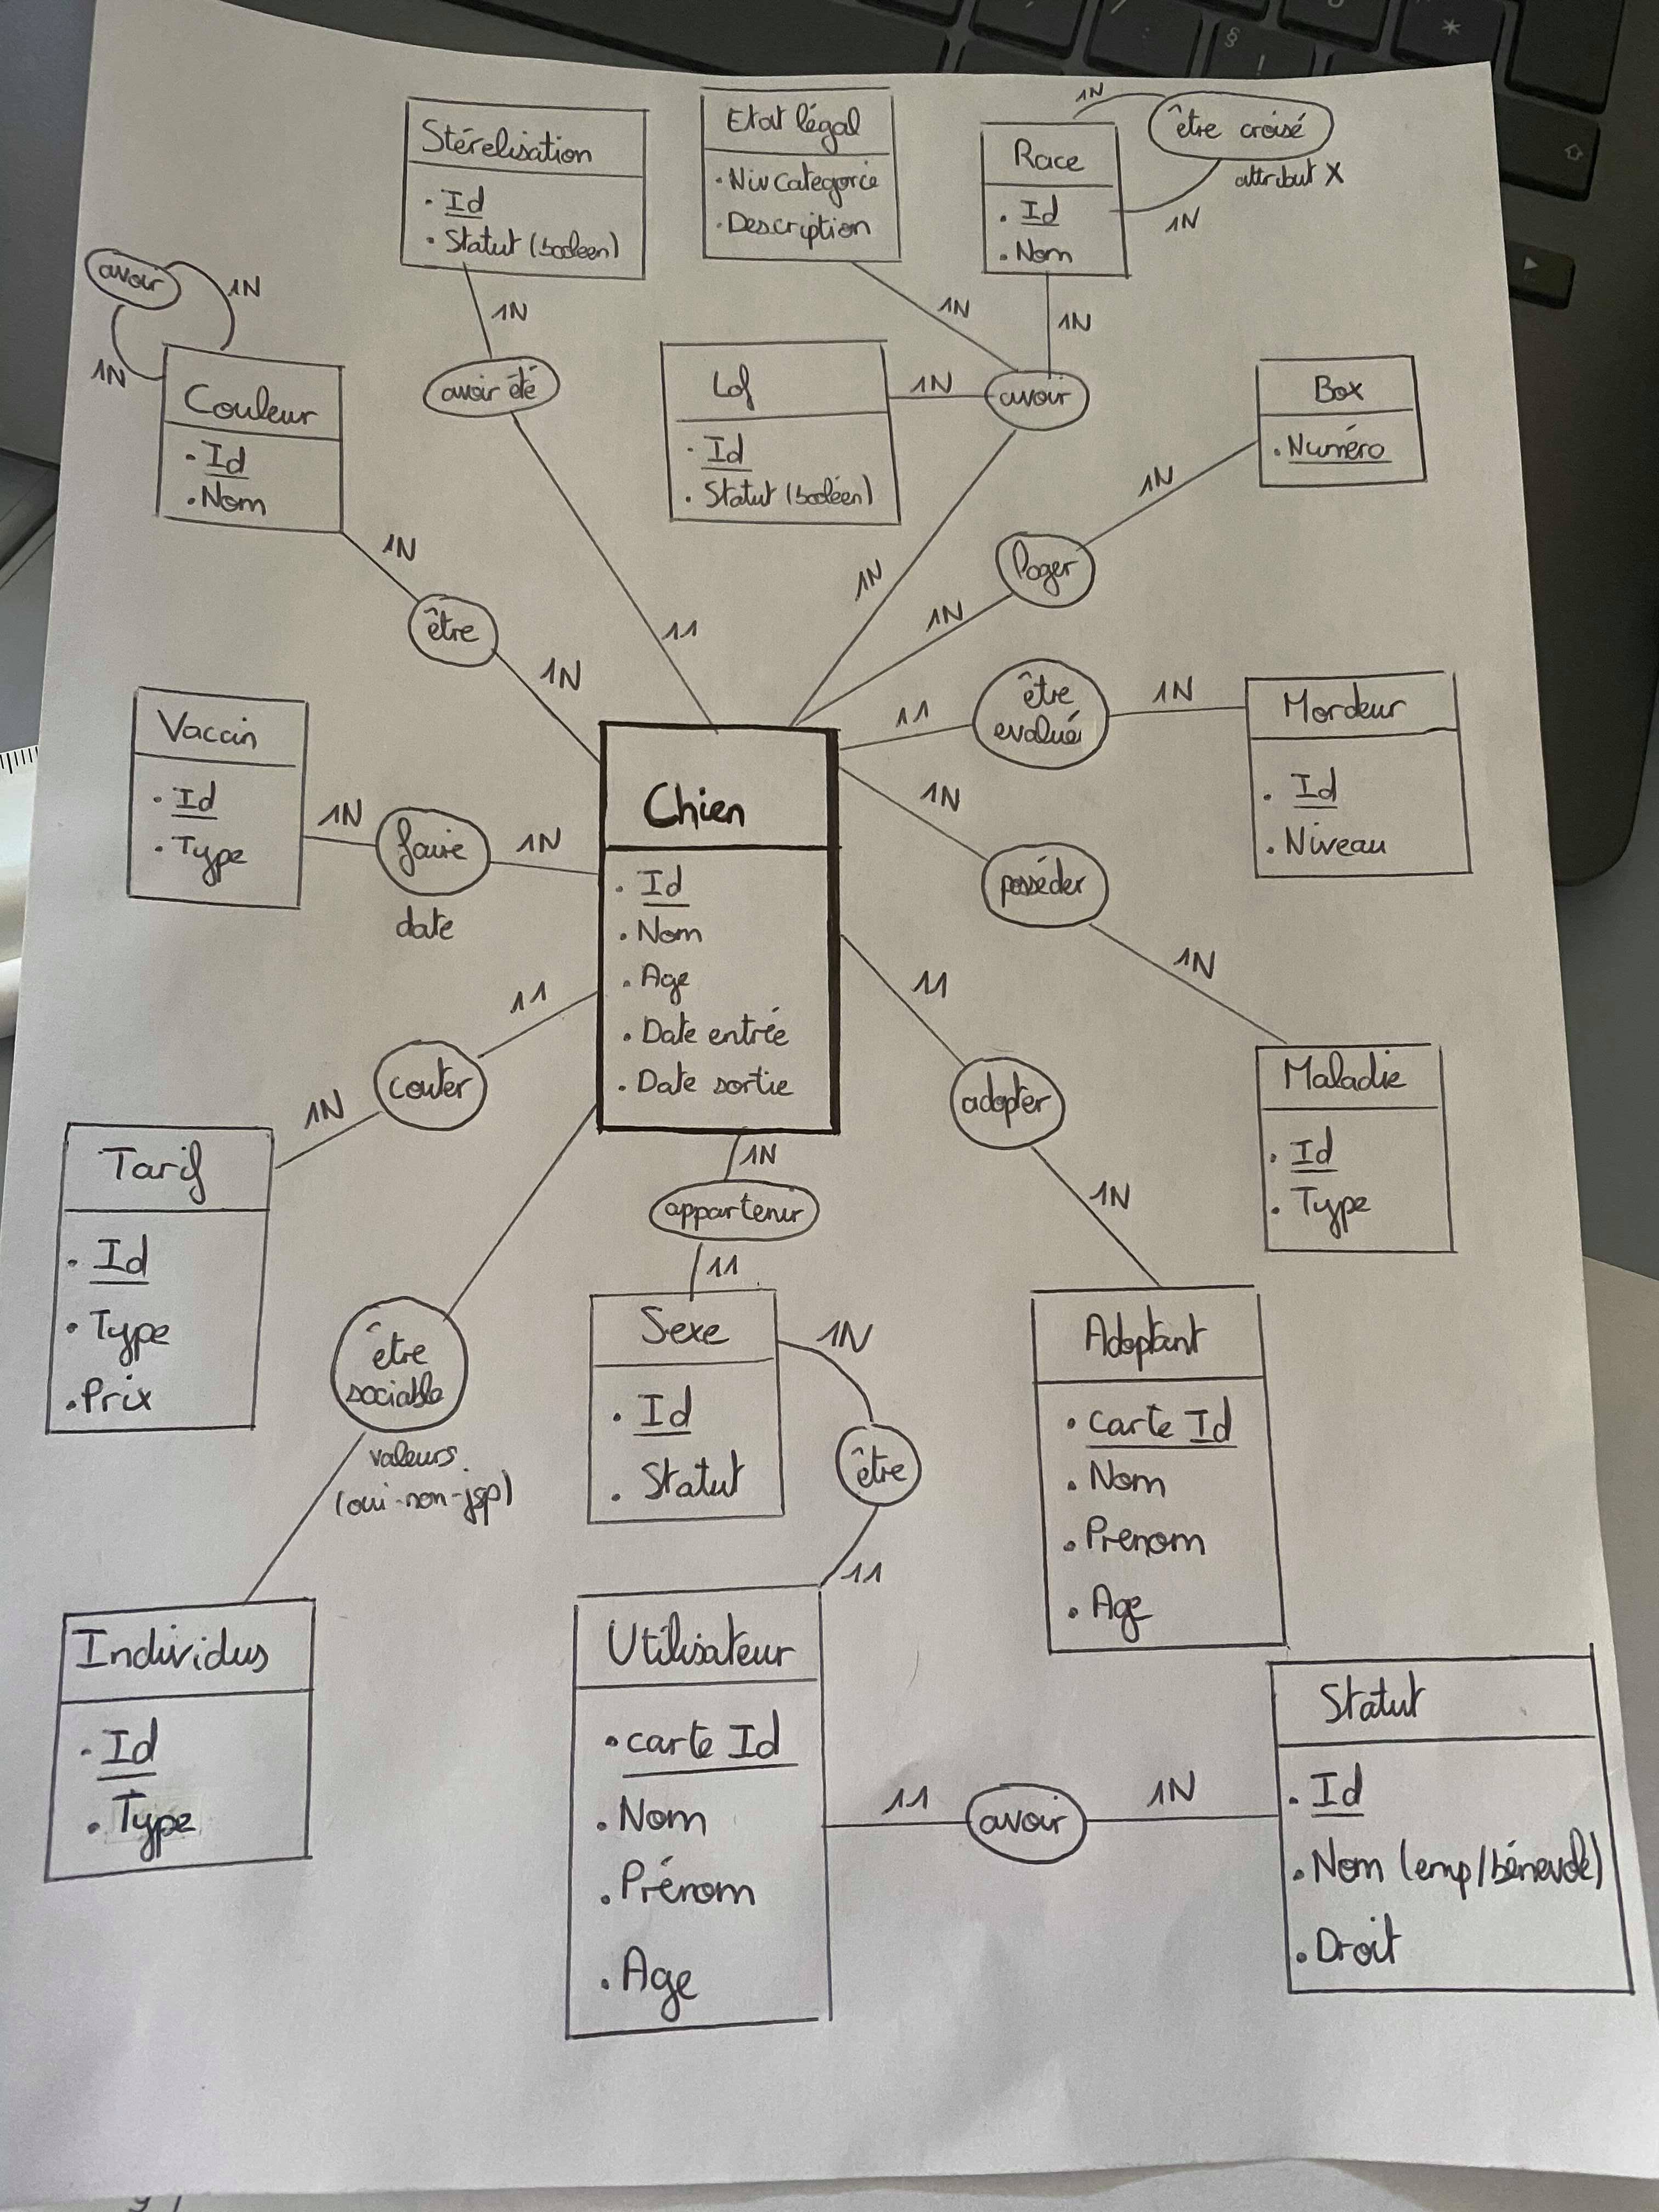 Stérelisation
· Id
· Statut (booleen)
Etat légal
· Niv categorie
· Description
1N
être croisé
attribut X
1N
Race
· Id
· Nom
avoir
1N
1N
Couleur
· Id
· Nom
1N
avoir été
1N
1N
Lof
· Id
· Statut (booléen)
1N
avoir
Box
· Numéro
1N
loger
1N
1N
1N
être
1N
11
être
evalué
11
1N
Mordeur
· Id
· Niveau
Vaccin
· Id
· Type
1N
faire
1N
date
Chien
· Id
· Nom
· Age
· Date entrée
· Date sortie
1N
posséder
1N
Maladie
· Id
· Type
11
couter
1N
11
adopter
1N
Tarif
· Id
· Type
· Prix
1N
appartenir
11
être
sociable
valeurs
(oui-non-jsp)
Sexe
· Id
· Statut
1N
être
11
Adoptant
· carte Id
· Nom
· Prenom
· Age
Individus
· Id
· Type
Utilisateur
· carte Id
· Nom
· Prénom
· Age
11
avoir
1N
Statut
· Id
· Nom (emp/bénevole)
· Droit
*
§
!